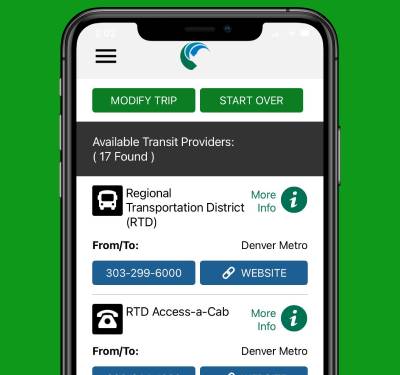 MODIFY TRIP
START OVER
Available Transit Providers:
( 17 Found )
Regional
Transportation District
(RTD)
More
Info
From/To:
Denver Metro
303-299-6000
WEBSITE
RTD Access-a-Cab
More
Info
From/To:
Denver Metro